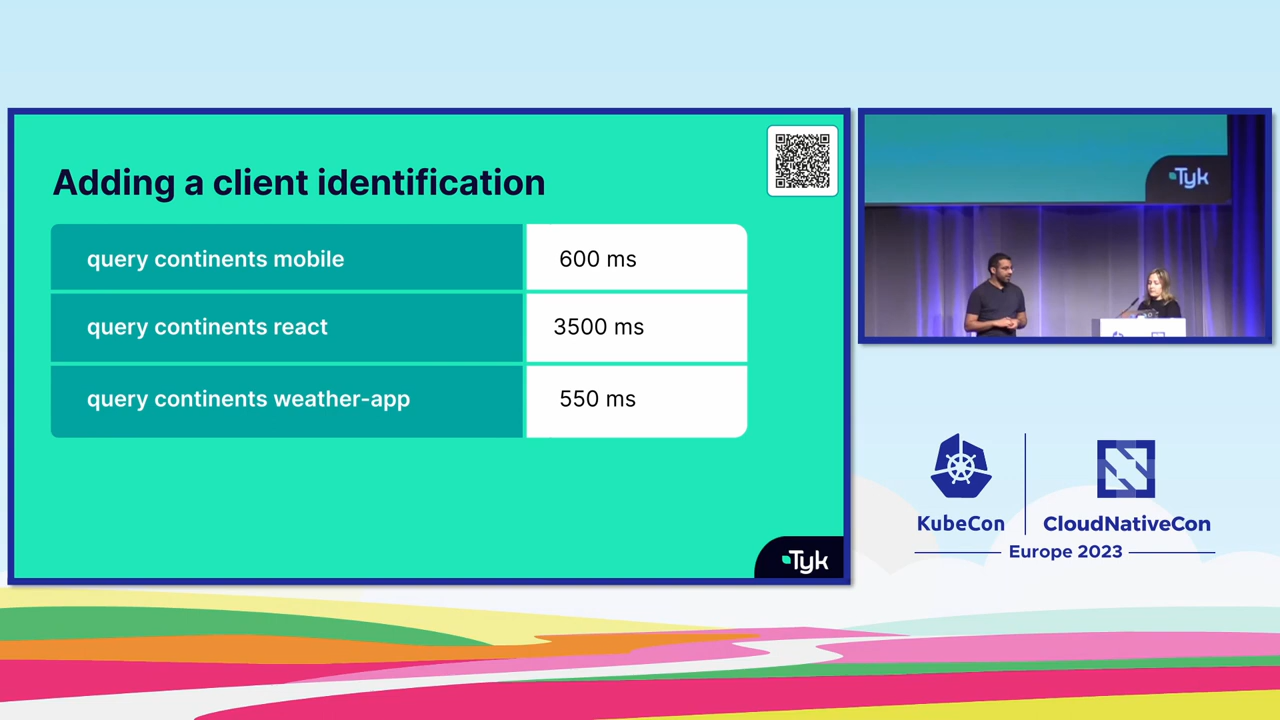 Adding a client identification
query continents mobile 600 ms
query continents react 3500 ms
query continents weather-app 550 ms
Tyk
Tyk
KubeCon
CloudNativeCon
Europe 2023